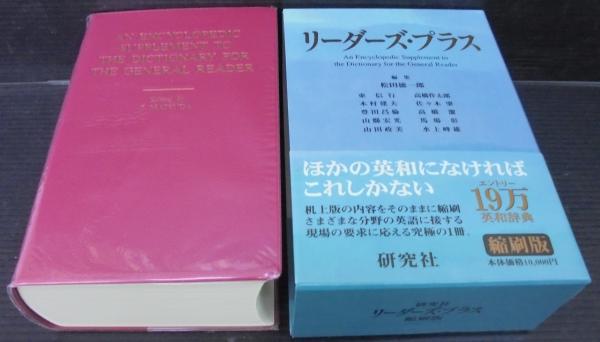 AN ENCYCLOPEDIC
SUPPLEMENT TO
THE DICTIONARY FOR
THE GENERAL READER
Edited by
J. MATSUDA
リーダーズ・プラス
An Encyclopedic Supplement to
the Dictionary for the General Reader
編集
松田徳一郎
東信行 高橋作太郎
木村建夫 佐々木肇
豊田昌倫 高橋潔
山縣宏光 馬場彰
山田政美 水上峰雄
ほかの英和になければ
これしかない
机上版の内容をそのままに縮刷
さまざまな分野の英語に接する
現場の要求に応える究極の1冊。
エントリー
19万
英和辞典
縮刷版
本体価格10,000円
研究社
研究社
リーダーズ・プラス
縮刷版